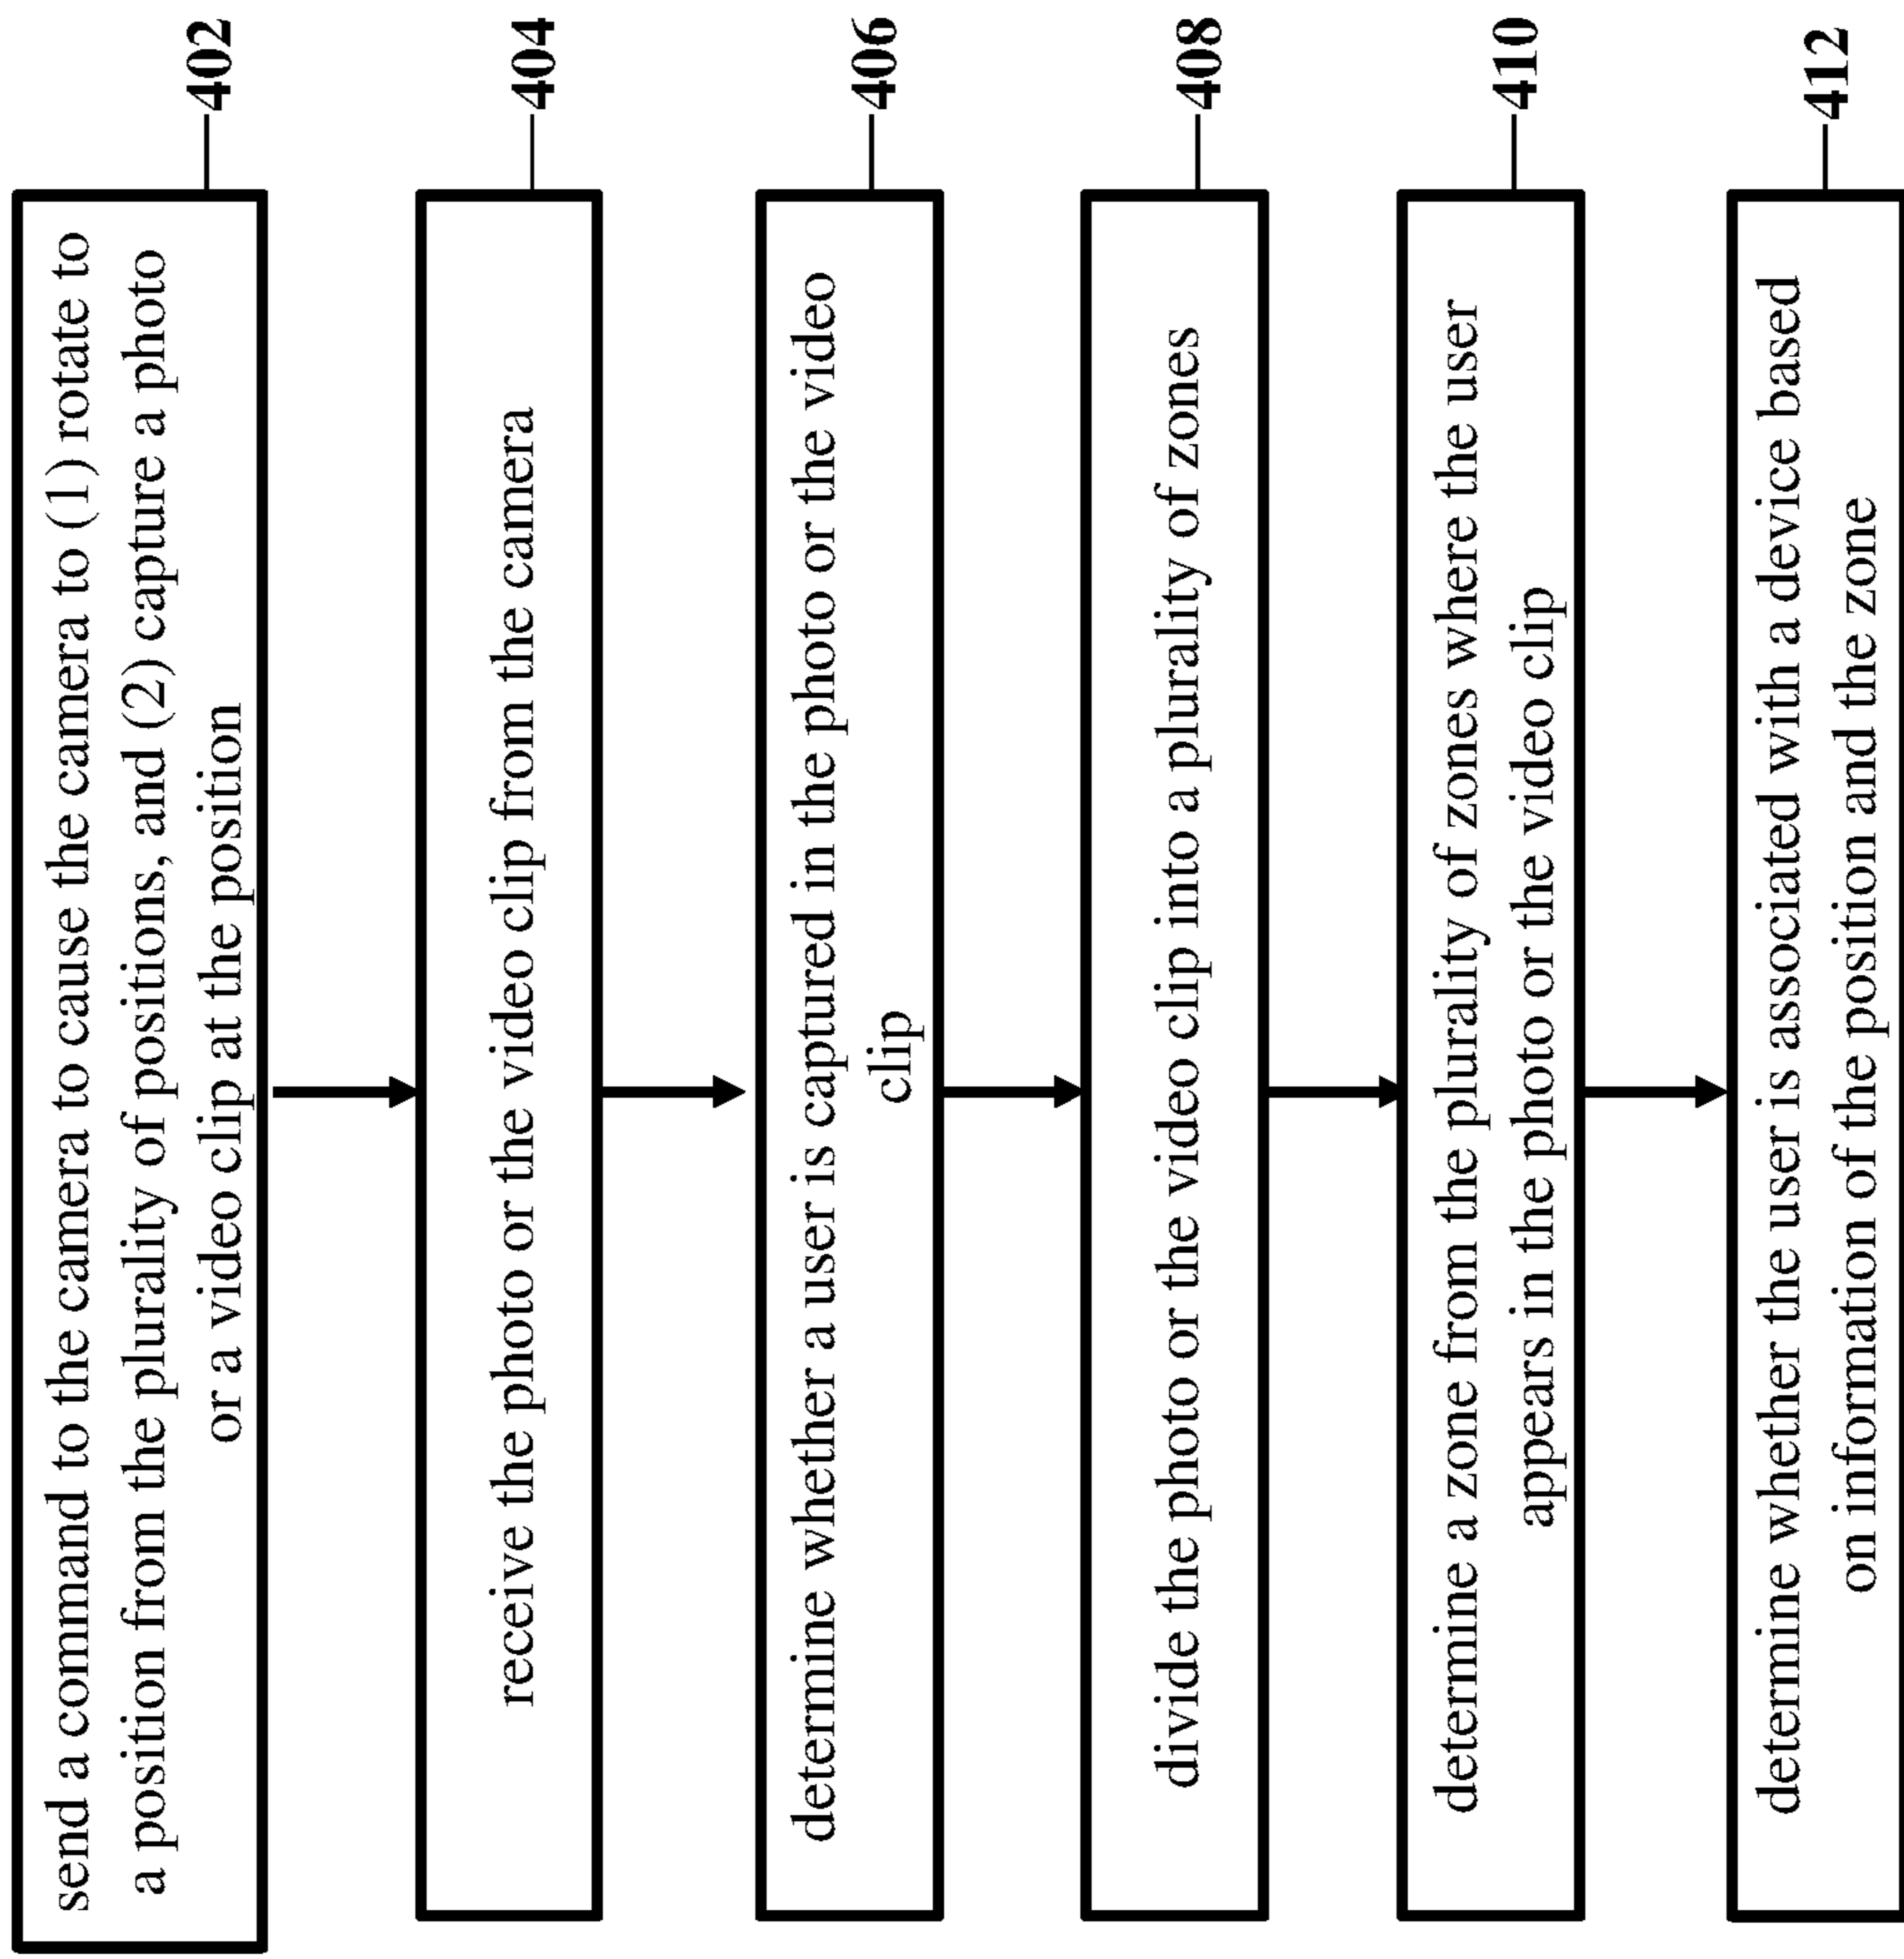 send a command to the camera to cause the camera to (1) rotate to
a position from the plurality of positions, and (2) capture a photo
or a video clip at the position
402
receive the photo or the video clip from the camera
404
determine whether a user is captured in the photo or the video
clip
406
divide the photo or the video clip into a plurality of zones
408
determine a zone from the plurality of zones where the user
appears in the photo or the video clip
410
determine whether the user is associated with a device based
on information of the position and the zone
412